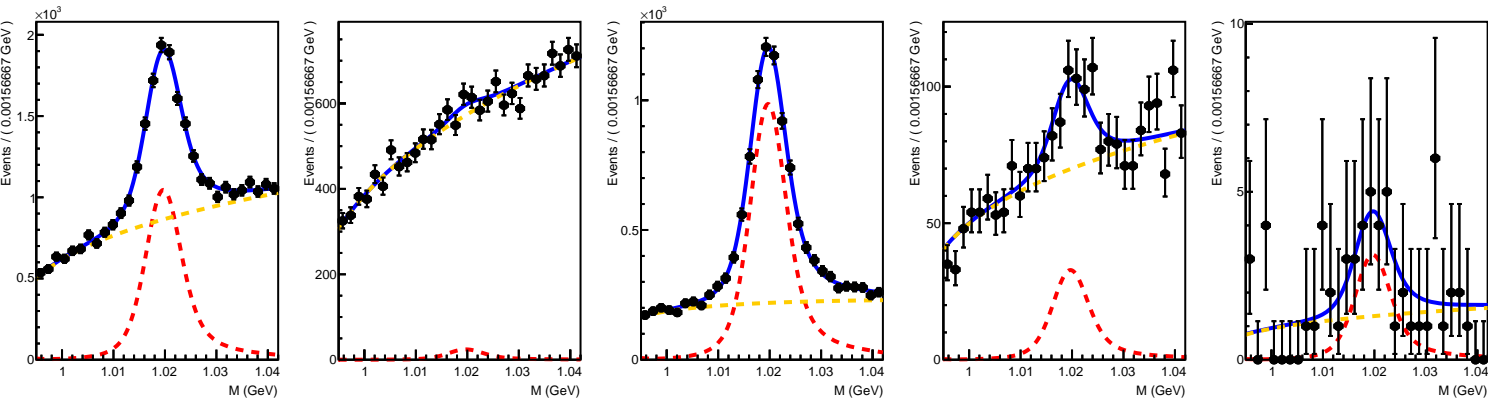 ×10³
Events / ( 0.00156667 GeV )
2
1.5
1
0.5
0
1 1.01 1.02 1.03 1.04
M (GeV)
Events / ( 0.00156667 GeV )
600
400
200
0
1 1.01 1.02 1.03 1.04
M (GeV)
×10³
Events / ( 0.00156667 GeV )
1
0.5
0
1 1.01 1.02 1.03 1.04
M (GeV)
Events / ( 0.00156667 GeV )
100
50
0
1 1.01 1.02 1.03 1.04
M (GeV)
Events / ( 0.00156667 GeV )
10
5
0
1 1.01 1.02 1.03 1.04
M (GeV)